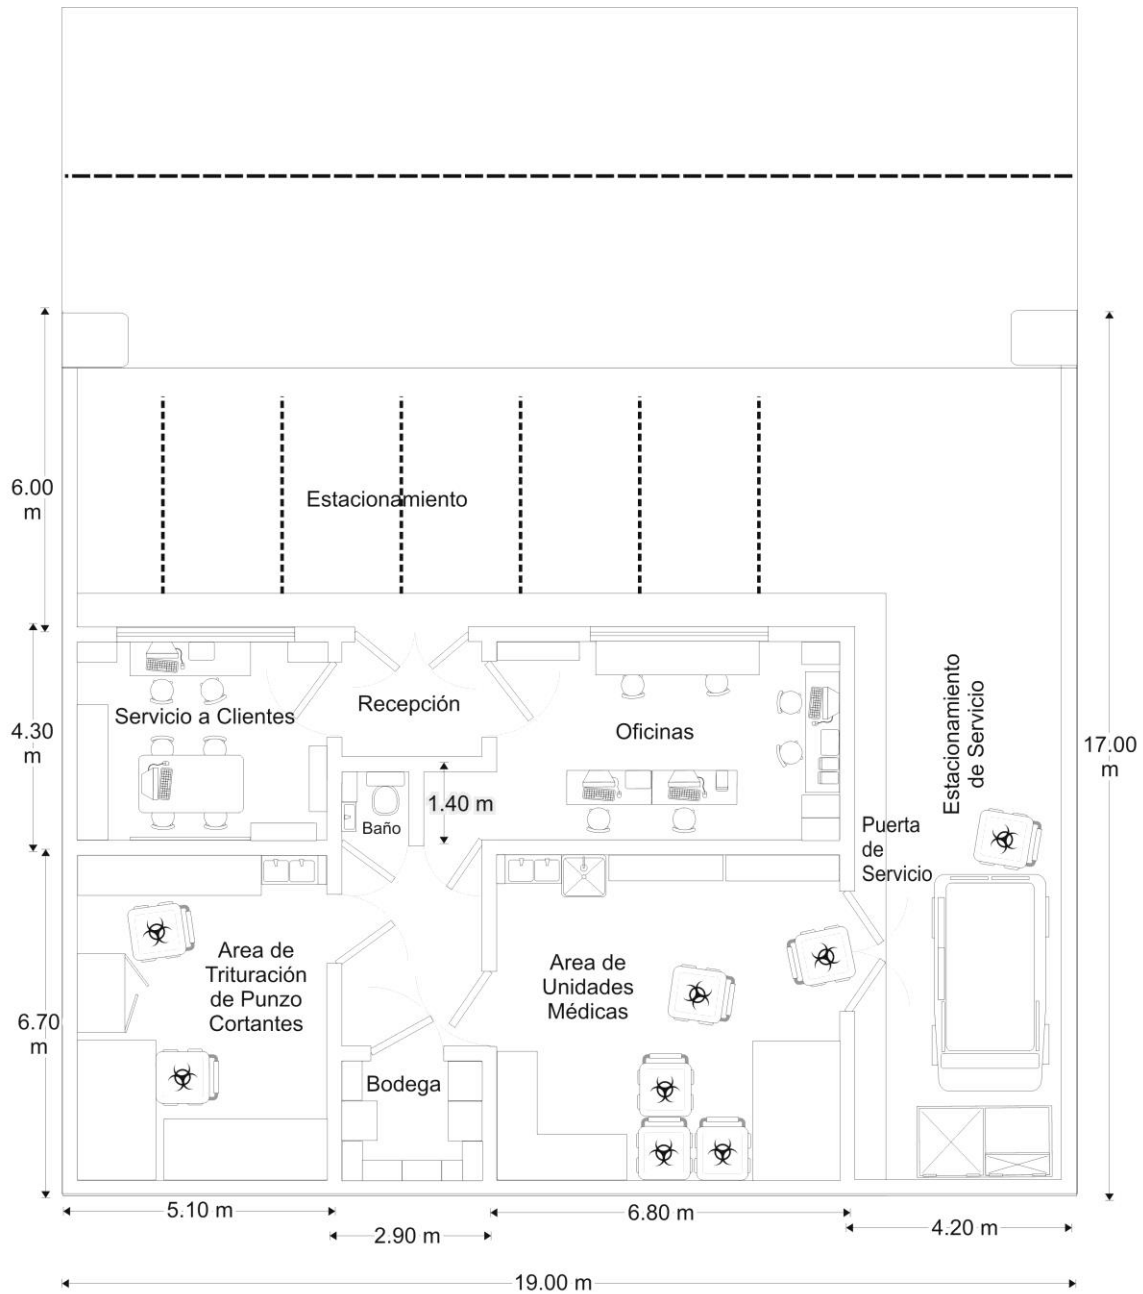 6.00
m
Estacionamiento
Servicio a Clientes
Recepción
Oficinas
4.30
m
Estacionamiento
de Servicio
17.00
m
1.40 m
Baño
Puerta
de
Servicio
Area de
Trituración
de Punzo
Cortantes
Area de
Unidades
Médicas
6.70
m
Bodega
5.10 m
2.90 m
6.80 m
4.20 m
19.00 m